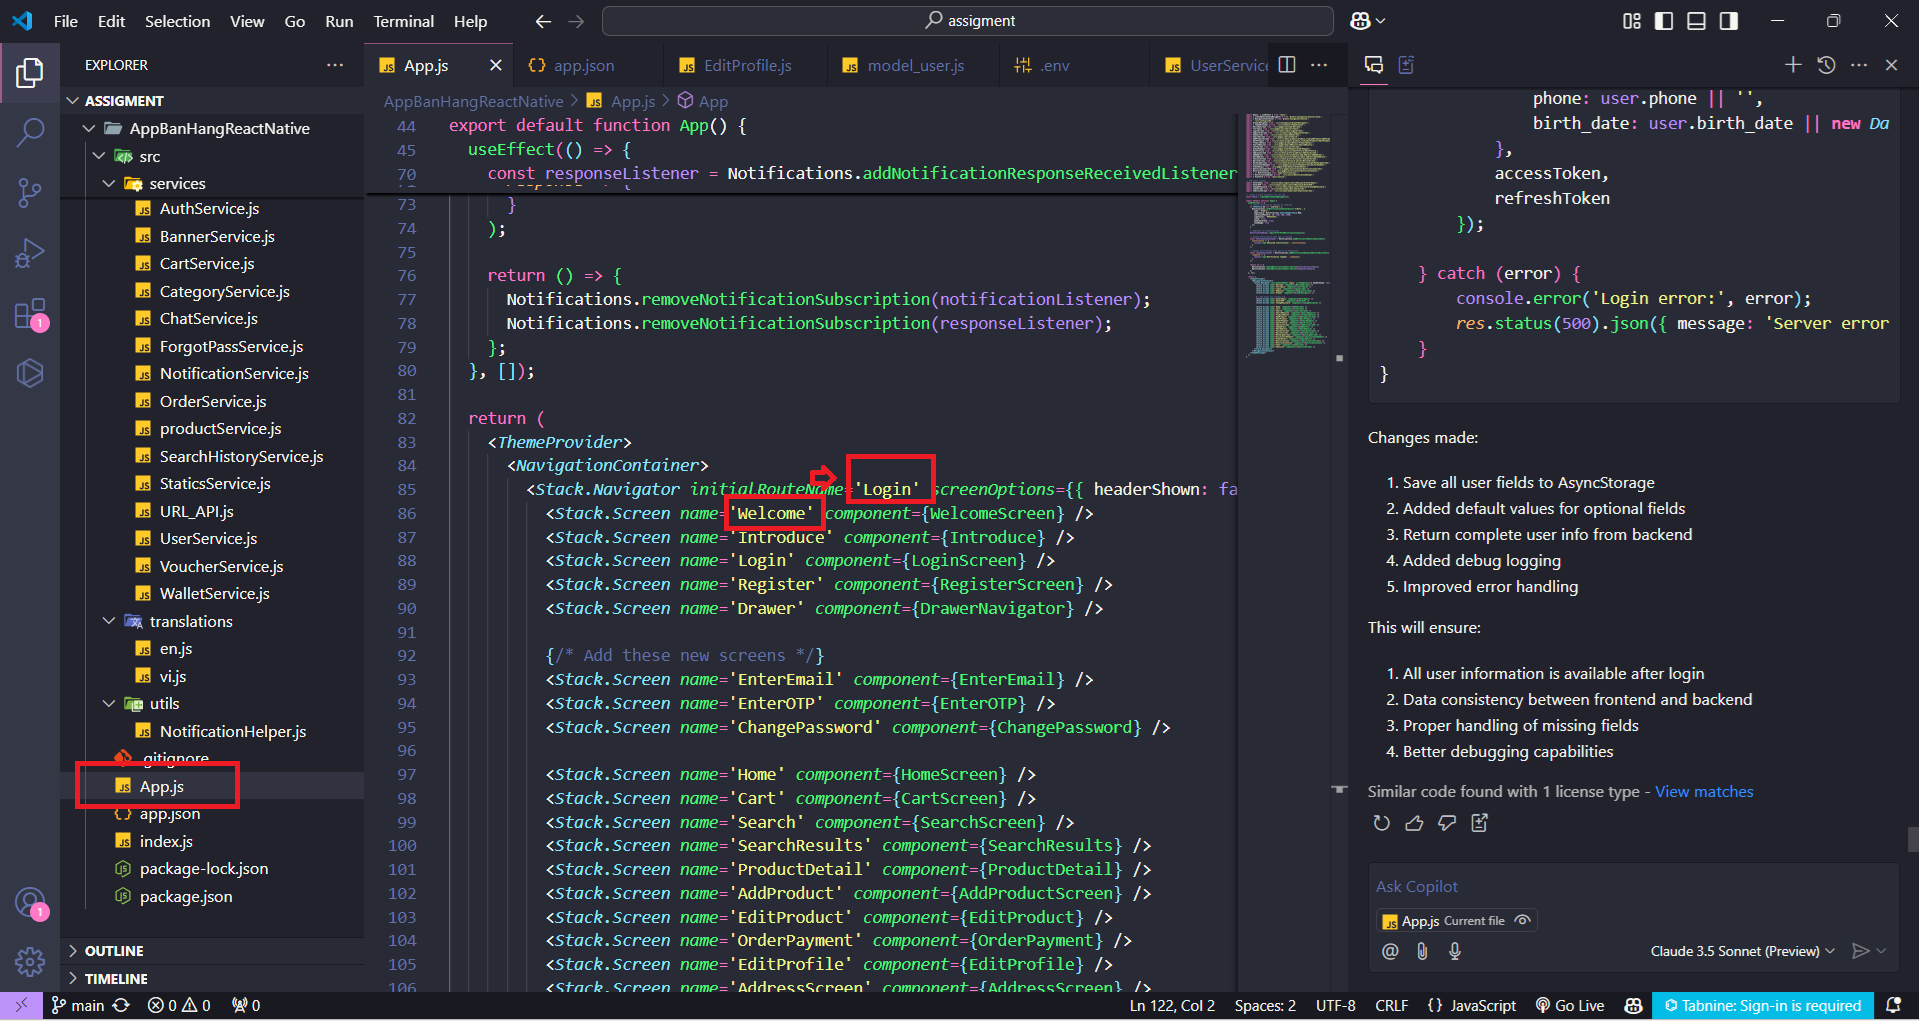 File Edit Selection View Go Run Terminal Help
assigment
EXPLORER
ASSIGMENT
AppBanHangReactNative
src
services
AuthService.js
BannerService.js
CartService.js
CategoryService.js
ChatService.js
ForgotPassService.js
NotificationService.js
OrderService.js
productService.js
SearchHistoryService.js
StaticsService.js
URL_API.js
UserService.js
VoucherService.js
WalletService.js
translations
en.js
vi.js
utils
NotificationHelper.js
.gitignore
App.js
app.json
index.js
package-lock.json
package.json
OUTLINE
TIMELINE
App.js app.json EditProfile.js model_user.js .env UserService
AppBanHangReactNative > App.js > App
44 export default function App() {
45 useEffect(() => {
70 const responseListener = Notifications.addNotificationResponseReceivedListener
73 }
74 );
75
76 return () => {
77 Notifications.removeNotificationSubscription(notificationListener);
78 Notifications.removeNotificationSubscription(responseListener);
79 };
80 }, []);
81
82 return (
83 <ThemeProvider>
84 <NavigationContainer>
85 <Stack.Navigator initialRouteName='Login' screenOptions={{ headerShown: fa
86 <Stack.Screen name='Welcome' component={WelcomeScreen} />
87 <Stack.Screen name='Introduce' component={Introduce} />
88 <Stack.Screen name='Login' component={LoginScreen} />
89 <Stack.Screen name='Register' component={RegisterScreen} />
90 <Stack.Screen name='Drawer' component={DrawerNavigator} />
91
92 {/* Add these new screens */}
93 <Stack.Screen name='EnterEmail' component={EnterEmail} />
94 <Stack.Screen name='EnterOTP' component={EnterOTP} />
95 <Stack.Screen name='ChangePassword' component={ChangePassword} />
96
97 <Stack.Screen name='Home' component={HomeScreen} />
98 <Stack.Screen name='Cart' component={CartScreen} />
99 <Stack.Screen name='Search' component={SearchScreen} />
100 <Stack.Screen name='SearchResults' component={SearchResults} />
101 <Stack.Screen name='ProductDetail' component={ProductDetail} />
102 <Stack.Screen name='AddProduct' component={AddProductScreen} />
103 <Stack.Screen name='EditProduct' component={EditProduct} />
104 <Stack.Screen name='OrderPayment' component={OrderPayment} />
105 <Stack.Screen name='EditProfile' component={EditProfile} />
106 <Stack.Screen name='AddressScreen' component={AddressScreen} />
phone: user.phone || '',
birth_date: user.birth_date || new Da
},
accessToken,
refreshToken
});
} catch (error) {
console.error('Login error:', error);
res.status(500).json({ message: 'Server error
}
}
Changes made:
1. Save all user fields to AsyncStorage
2. Added default values for optional fields
3. Return complete user info from backend
4. Added debug logging
5. Improved error handling
This will ensure:
1. All user information is available after login
2. Data consistency between frontend and backend
3. Proper handling of missing fields
4. Better debugging capabilities
Similar code found with 1 license type - View matches
Ask Copilot
App.js Current file
Claude 3.5 Sonnet (Preview)
1
1
main 0 0 0 Ln 122, Col 2 Spaces: 2 UTF-8 CRLF {} JavaScript Go Live Tabnine: Sign-in is required